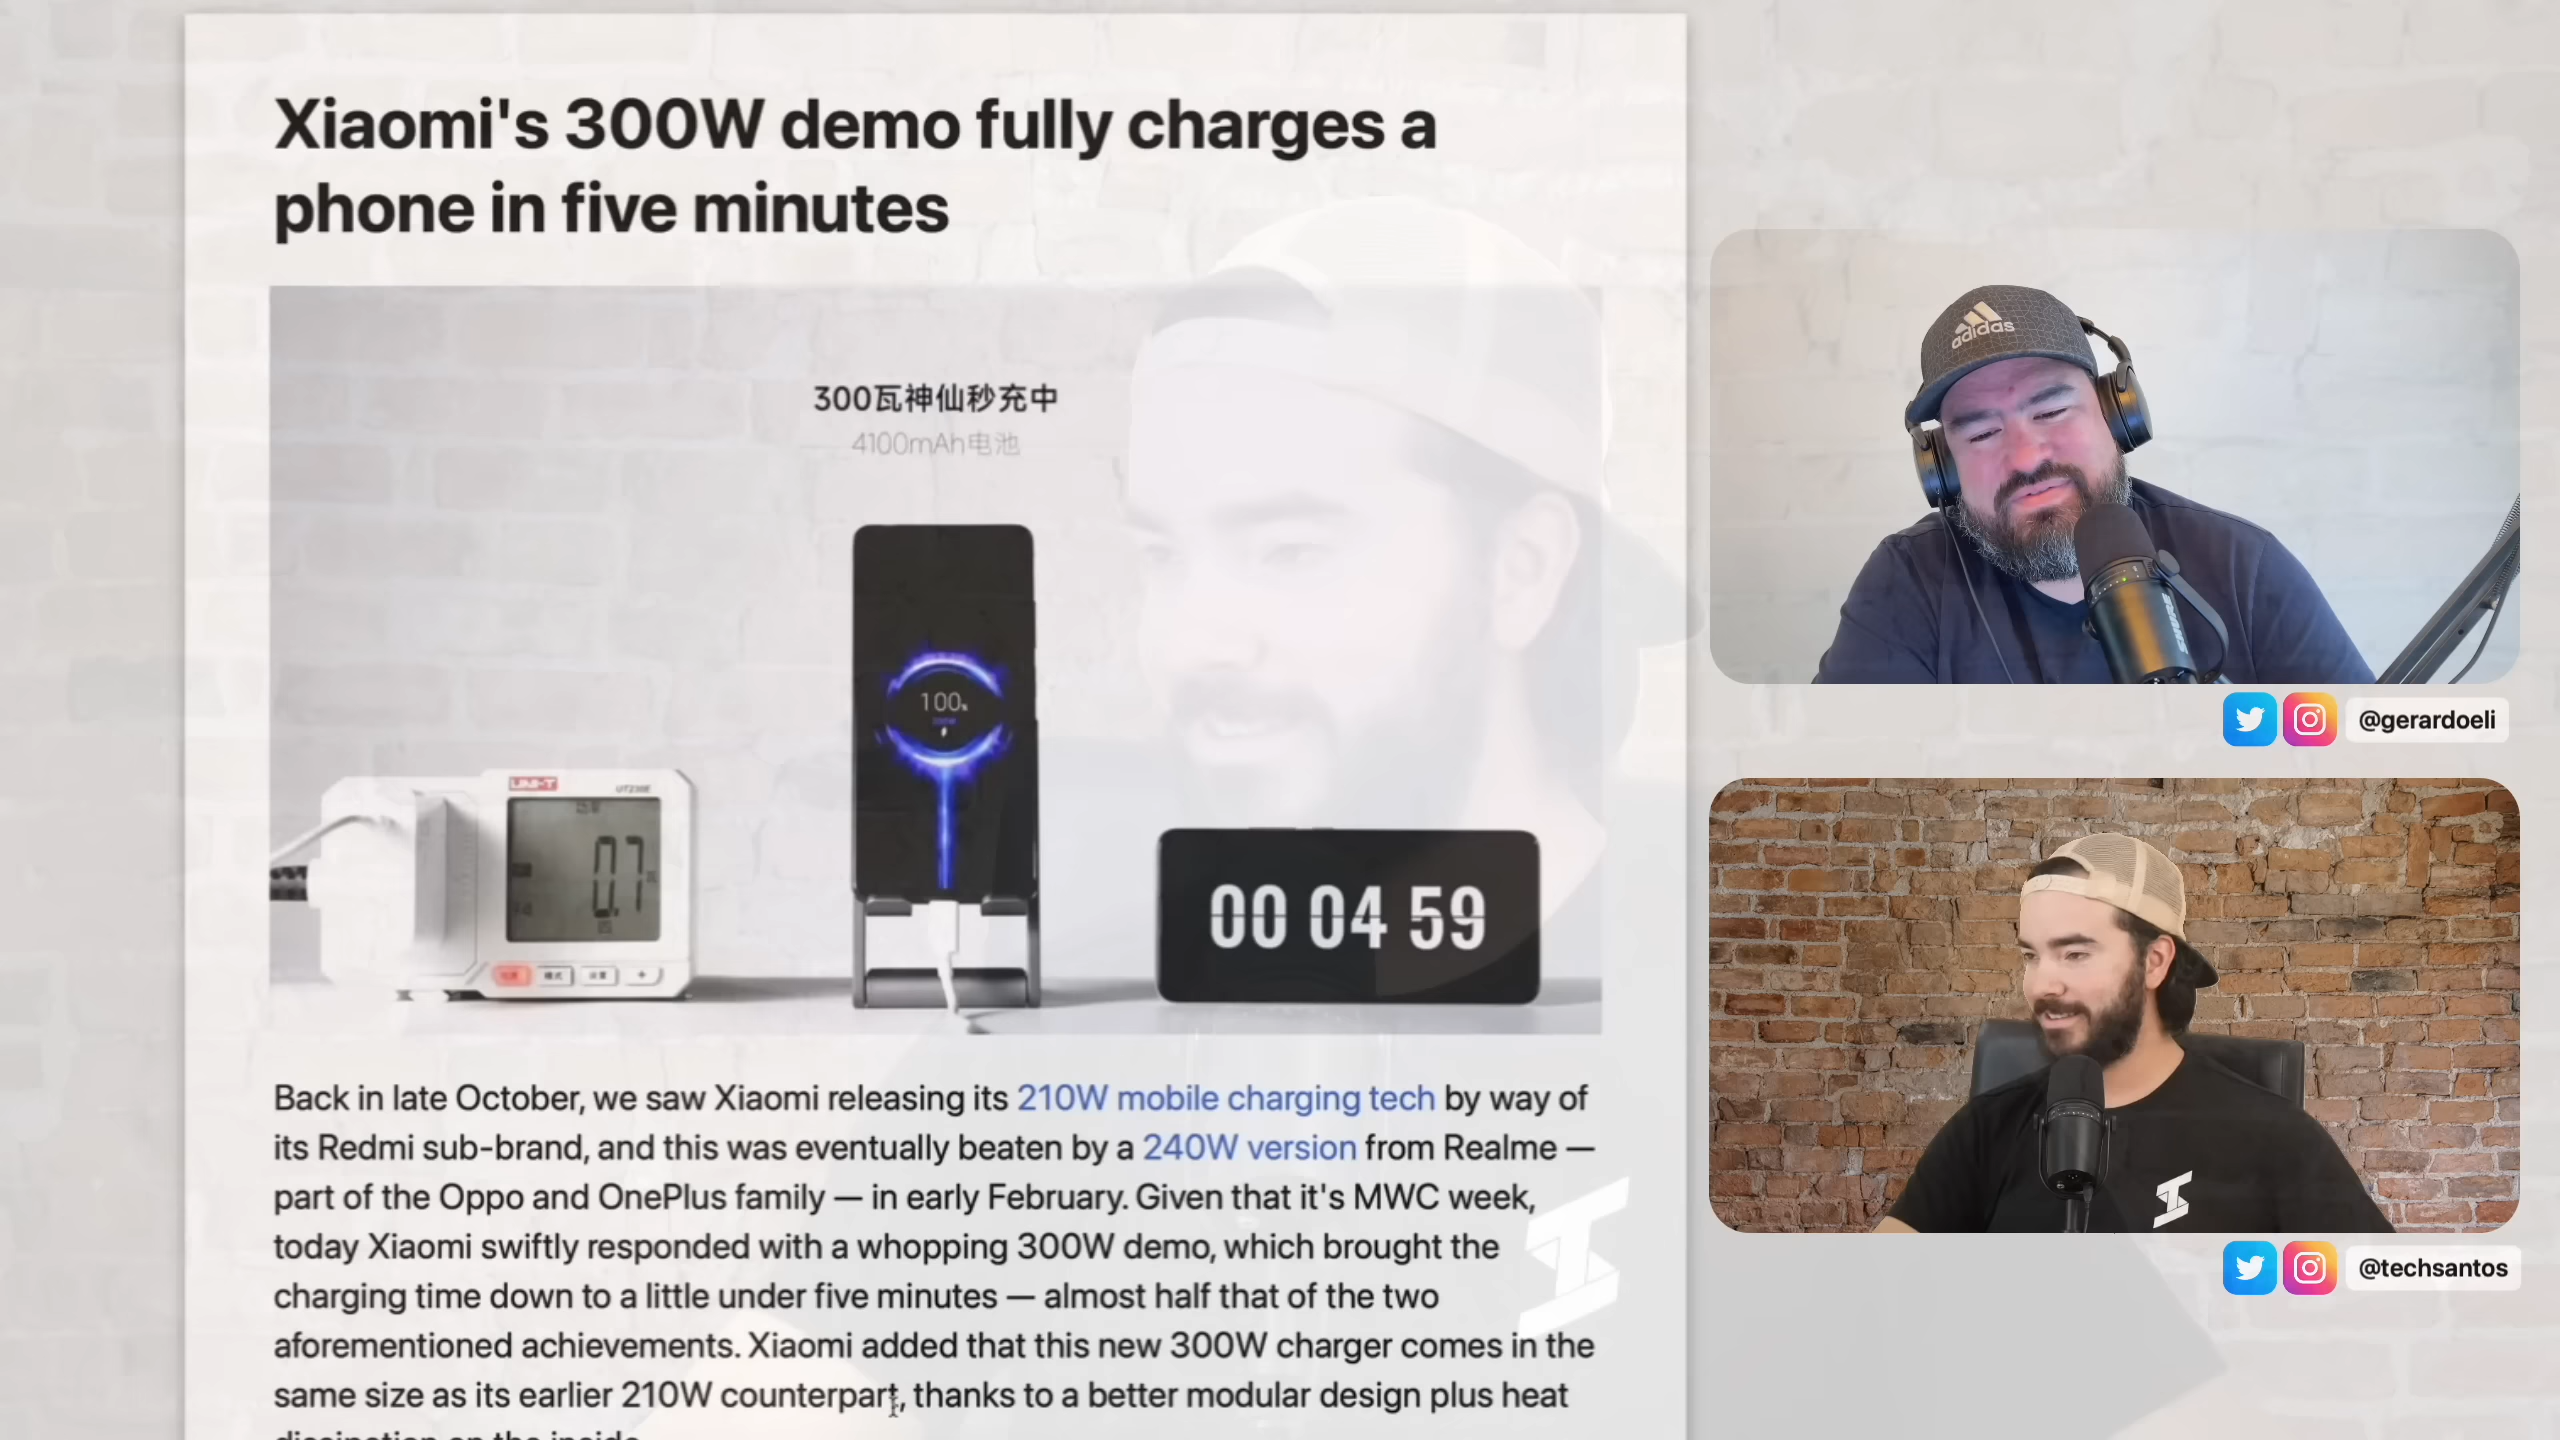 Xiaomi's 300W demo fully charges a
phone in five minutes
300瓦神仙秒充中
4100mAh电池
100%
UNI-T
UT230E
0.7
00 04 59
Back in late October, we saw Xiaomi releasing its 210W mobile charging tech by way of
its Redmi sub-brand, and this was eventually beaten by a 240W version from Realme —
part of the Oppo and OnePlus family — in early February. Given that it's MWC week,
today Xiaomi swiftly responded with a whopping 300W demo, which brought the
charging time down to a little under five minutes — almost half that of the two
aforementioned achievements. Xiaomi added that this new 300W charger comes in the
same size as its earlier 210W counterpart, thanks to a better modular design plus heat
dissipation on the inside.
adidas
SHURE
@gerardoeli
@techsantos